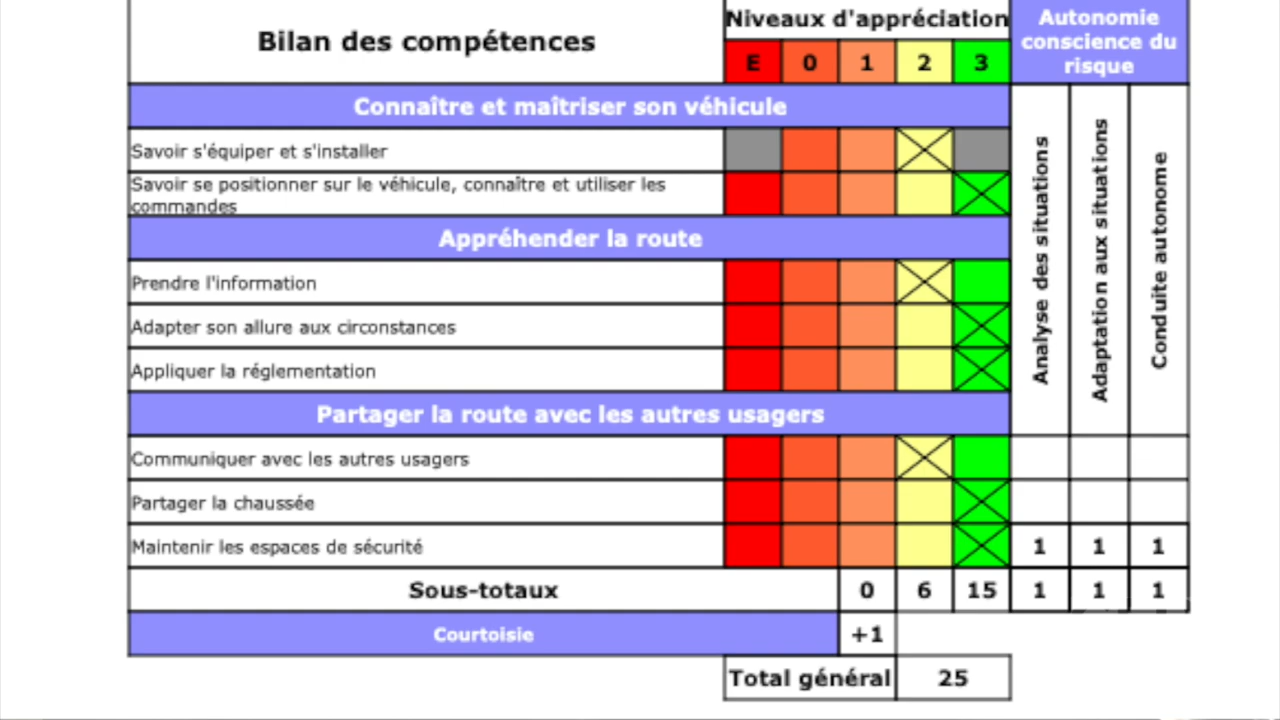 Bilan des compétences
Niveaux d'appréciation
E 0 1 2 3
Autonomie
conscience du
risque
Connaître et maîtriser son véhicule
Savoir s'équiper et s'installer
Savoir se positionner sur le véhicule, connaître et utiliser les
commandes
Appréhender la route
Prendre l'information
Adapter son allure aux circonstances
Appliquer la réglementation
Analyse des situations
Adaptation aux situations
Conduite autonome
Partager la route avec les autres usagers
Communiquer avec les autres usagers
Partager la chaussée
Maintenir les espaces de sécurité 1 1 1
Sous-totaux 0 6 15 1 1 1
Courtoisie +1
Total général 25